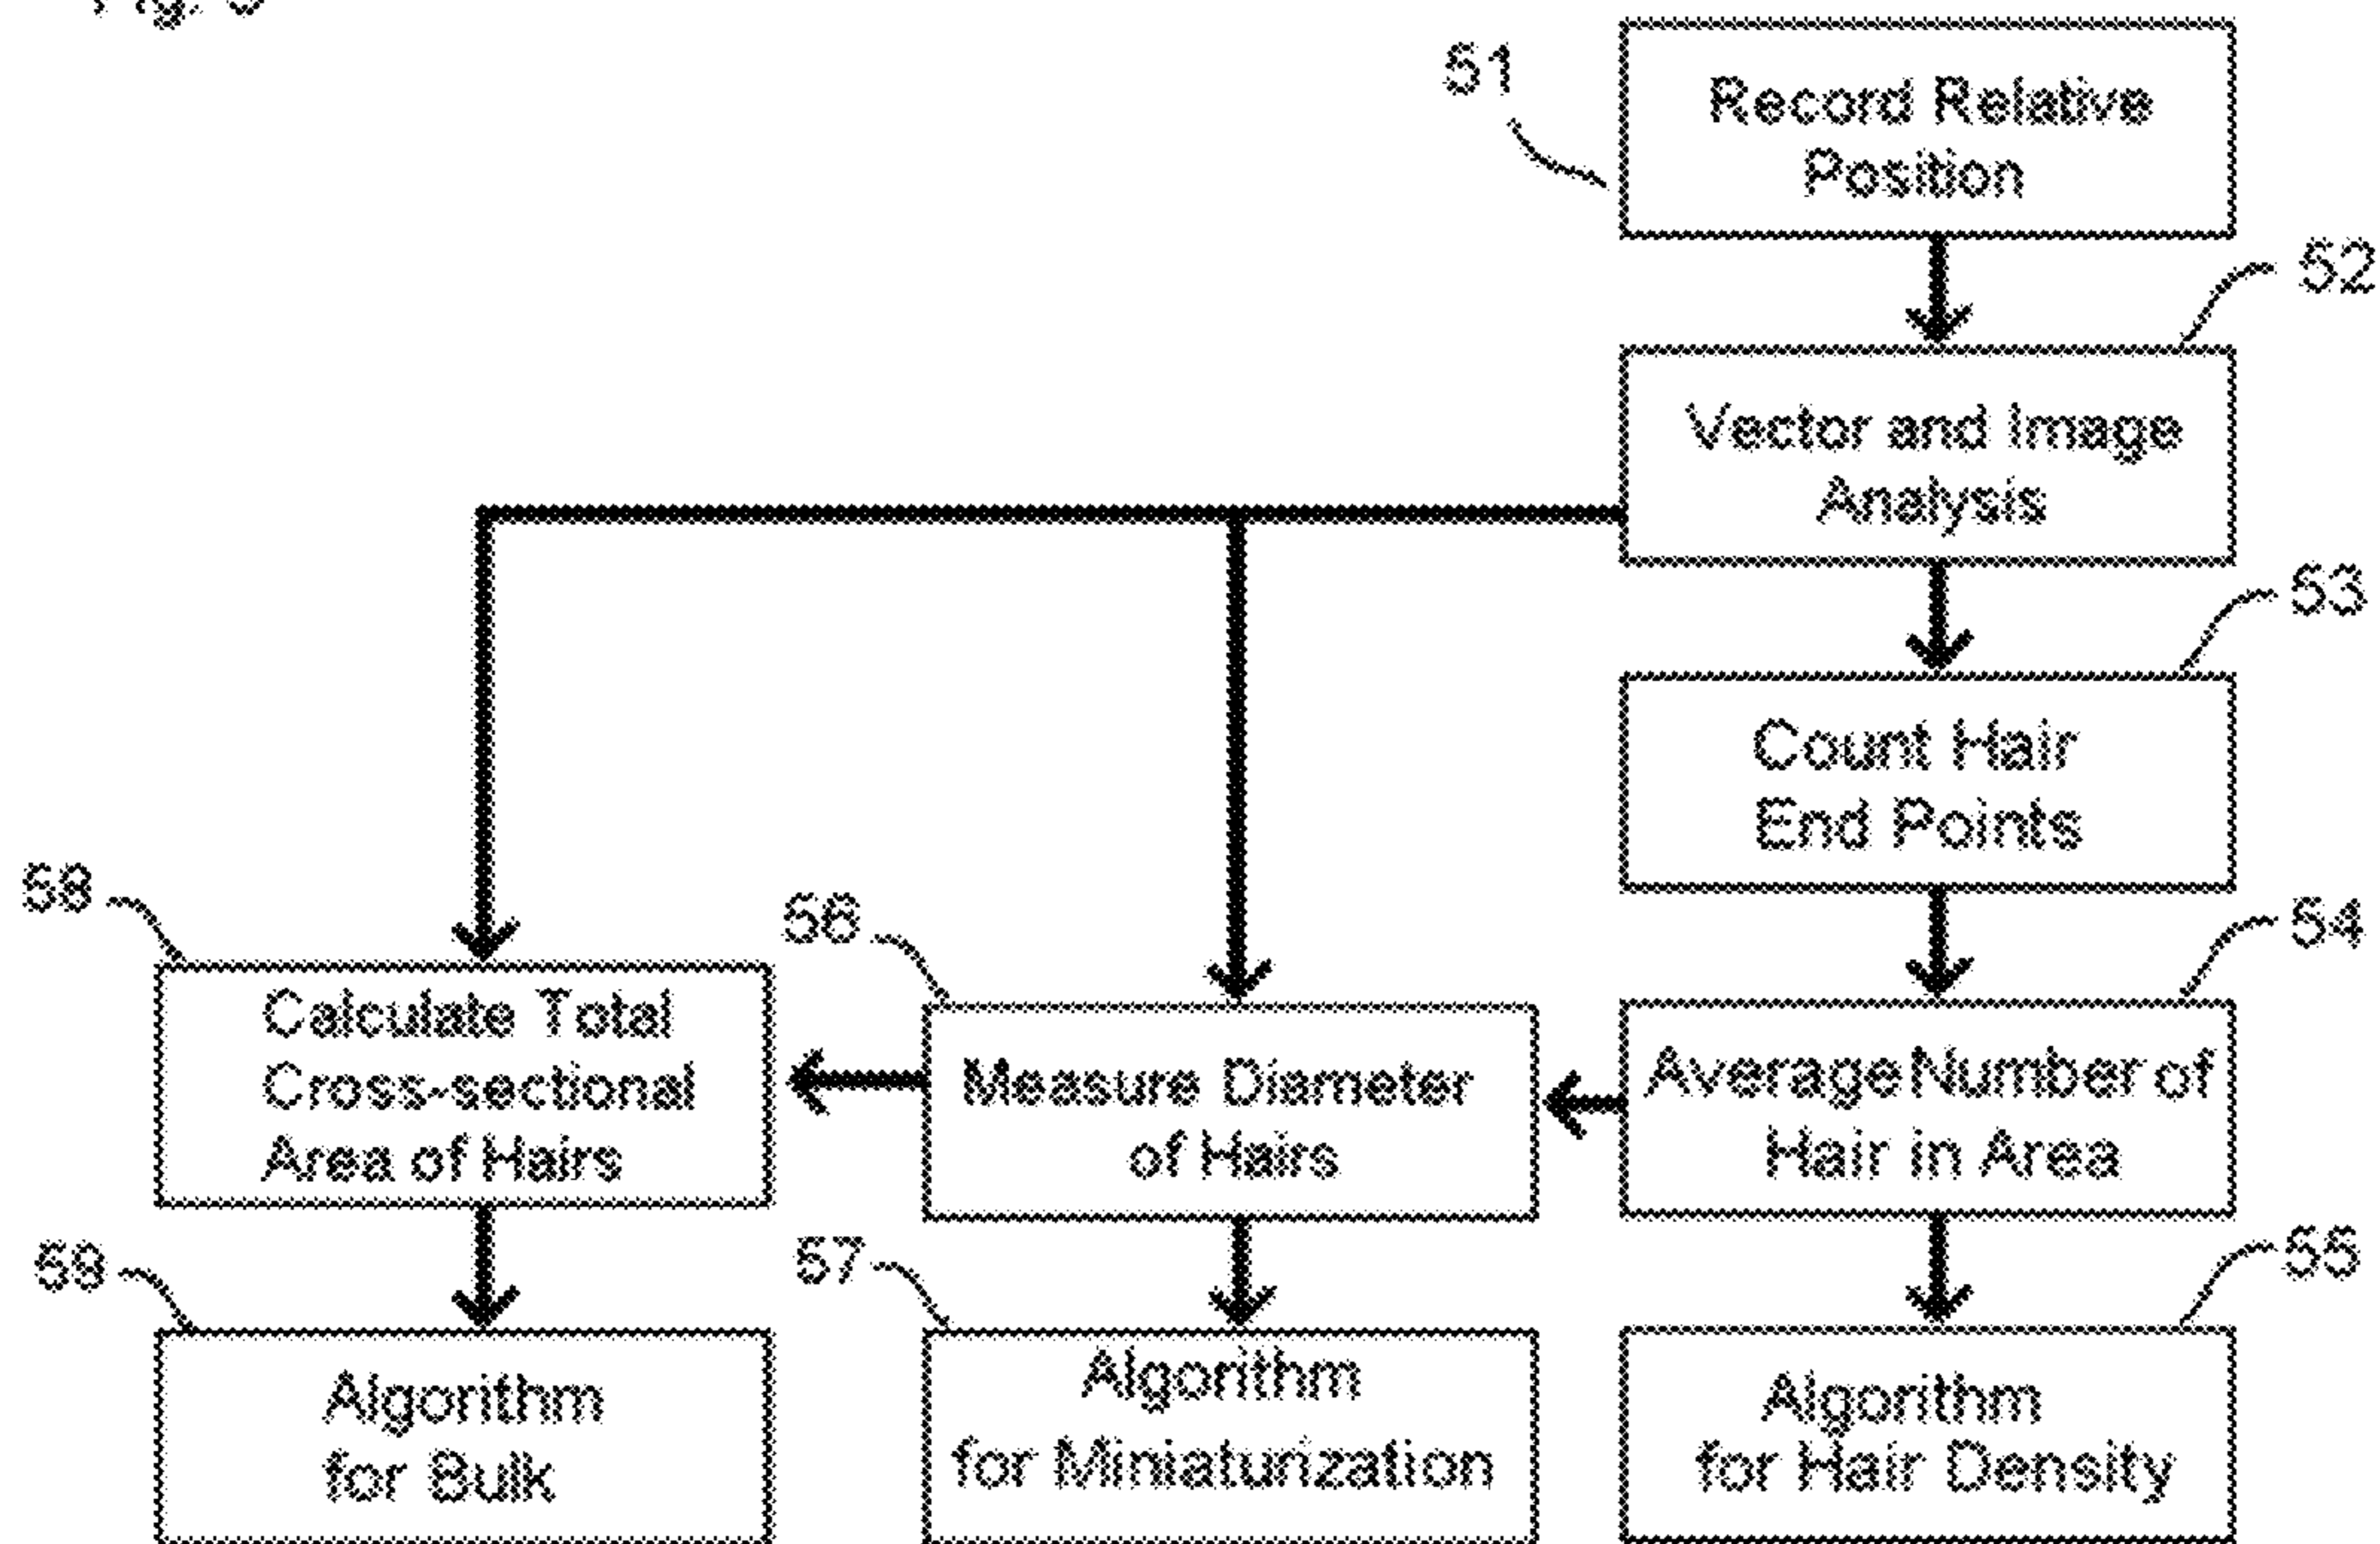 51
Record Relative
Position
52
Vector and Image
Analysis
53
Count Hair
End Points
58
Calculate Total
Cross-sectional
Area of Hairs
56
Measure Diameter
of Hairs
54
Average Number of
Hair in Area
59
Algorithm
for Bulk
57
Algorithm
for Miniaturization
55
Algorithm
for Hair Density